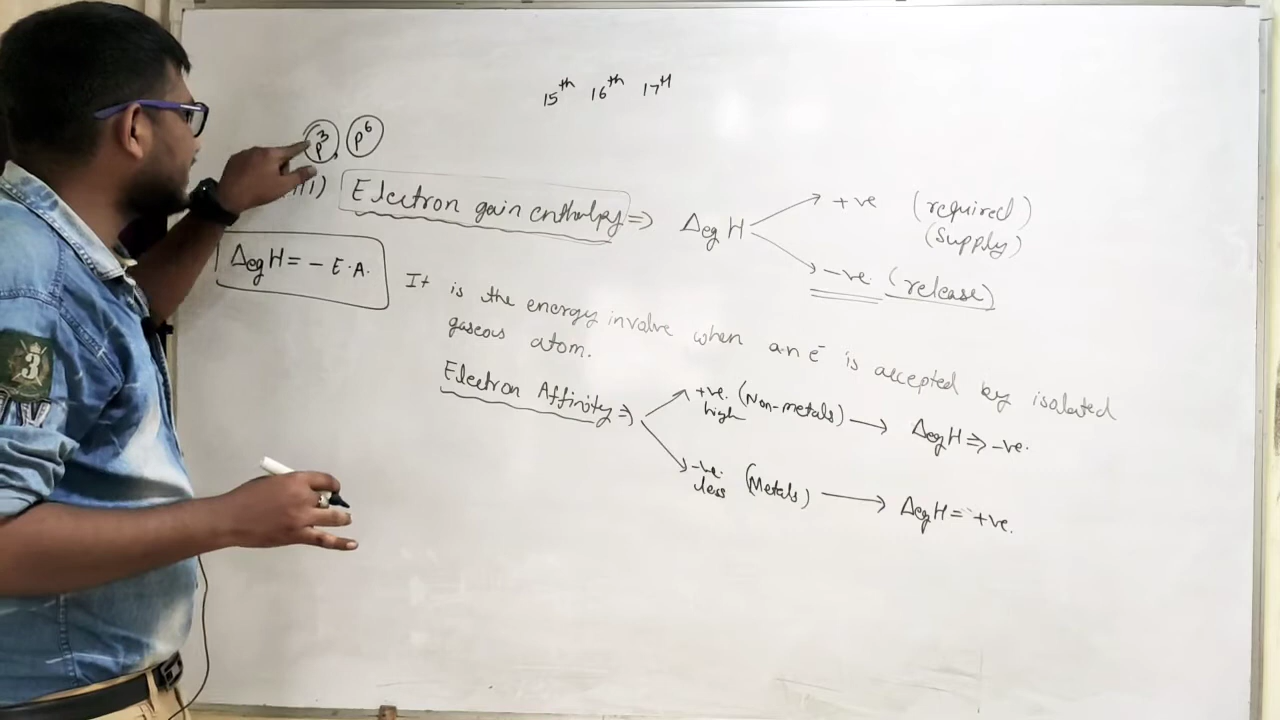 15th 16th 17th
p3, p6
Electron gain enthalpy ⇒ ΔegH
+ve (required)
(supply)
-ve. (release)
ΔegH = - E.A.
It is the energy involve when an e- is accepted by isolated
gaseous atom.
Electron Affinity ⇒
+ve. (Non-metals) → ΔegH ⇒ -ve.
high
-ve. (Metals) → ΔegH = +ve.
less
3